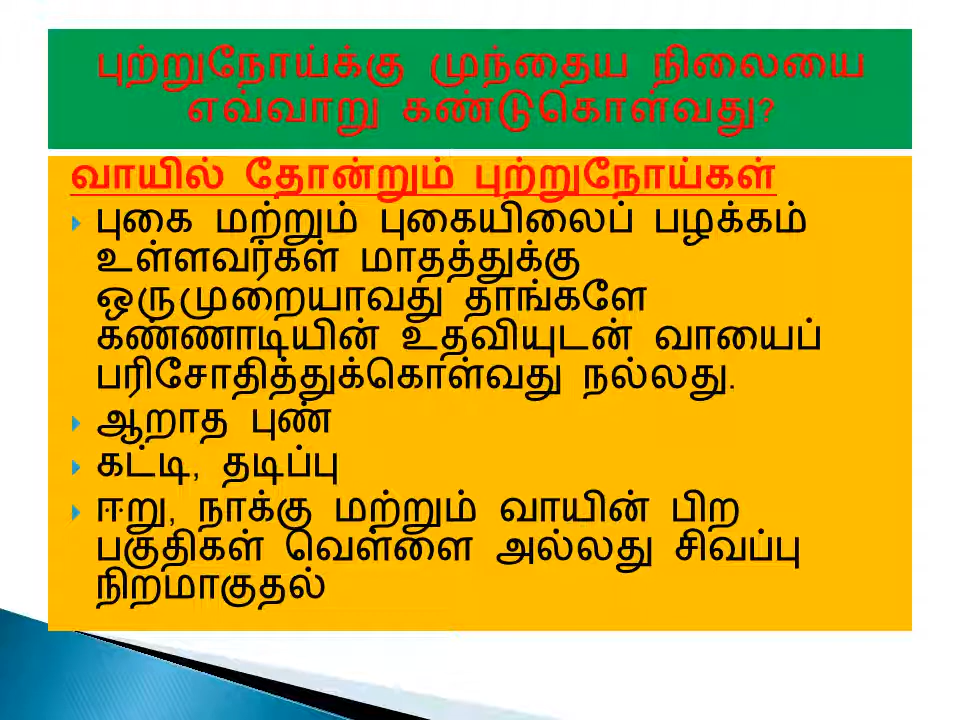 புற்றுநோய்க்கு முந்தைய நிலையை
எவ்வாறு கண்டுகொள்வது?
வாயில் தோன்றும் புற்றுநோய்கள்
புகை மற்றும் புகையிலைப் பழக்கம்
உள்ளவர்கள் மாதத்துக்கு
ஒருமுறையாவது தாங்களே
கண்ணாடியின் உதவியுடன் வாயைப்
பரிசோதித்துக்கொள்வது நல்லது.
ஆறாத புண்
கட்டி, தடிப்பு
ஈறு, நாக்கு மற்றும் வாயின் பிற
பகுதிகள் வெள்ளை அல்லது சிவப்பு
நிறமாகுதல்